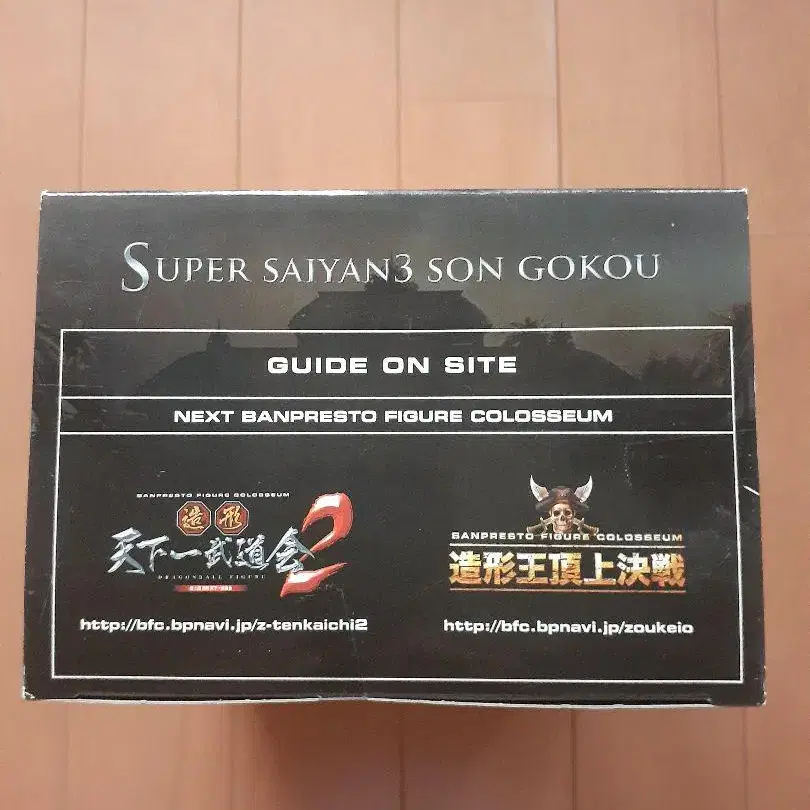 SUPER SAIYAN3 SON GOKOU
GUIDE ON SITE
NEXT BANPRESTO FIGURE COLOSSEUM
BANPRESTO FIGURE COLOSSEUM
造形
天下一武道会2
DRAGONBALL FIGURE
http://bfc.bpnavi.jp/z-tenkaichi2
BANPRESTO FIGURE COLOSSEUM
造形王頂上決戦
http://bfc.bpnavi.jp/zoukeio